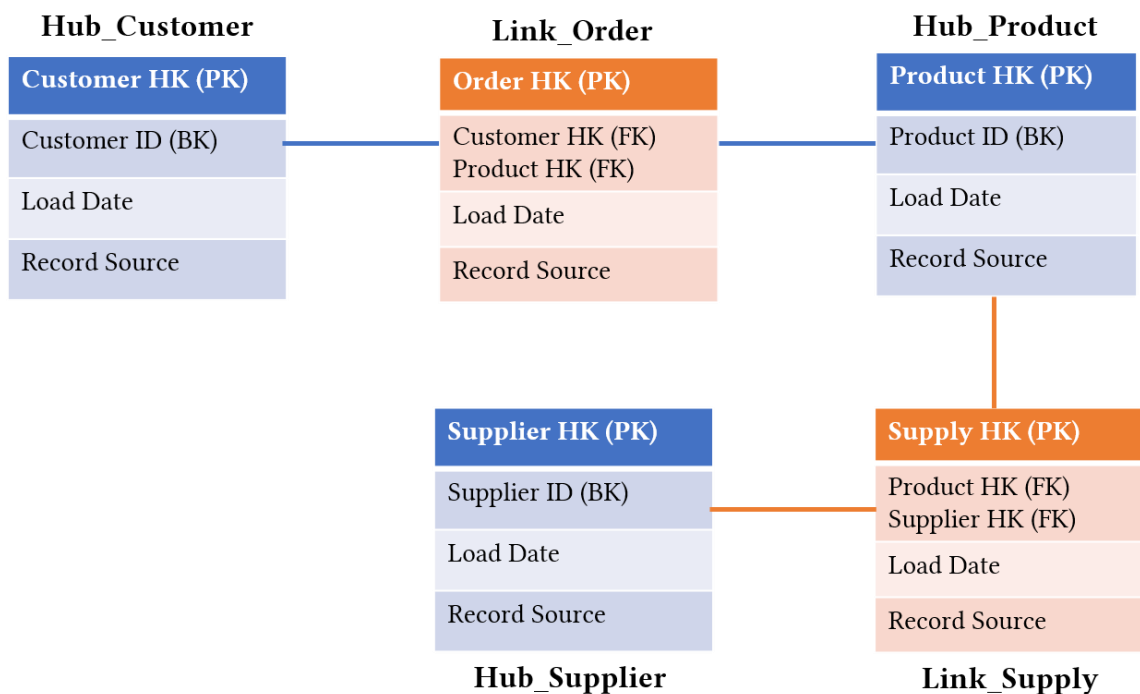 Hub_Customer
Customer HK (PK)
Customer ID (BK)
Load Date
Record Source
Link_Order
Order HK (PK)
Customer HK (FK)
Product HK (FK)
Load Date
Record Source
Hub_Product
Product HK (PK)
Product ID (BK)
Load Date
Record Source
Supplier HK (PK)
Supplier ID (BK)
Load Date
Record Source
Hub_Supplier
Supply HK (PK)
Product HK (FK)
Supplier HK (FK)
Load Date
Record Source
Link_Supply